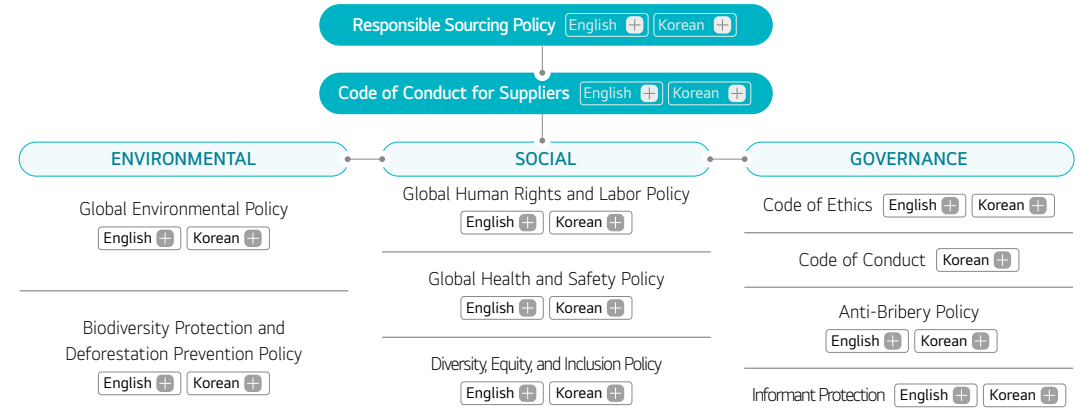 Responsible Sourcing Policy English Korean
Code of Conduct for Suppliers English Korean
ENVIRONMENTAL
Global Environmental Policy
English Korean
Biodiversity Protection and
Deforestation Prevention Policy
English Korean
SOCIAL
Global Human Rights and Labor Policy
English Korean
Global Health and Safety Policy
English Korean
Diversity, Equity, and Inclusion Policy
English Korean
GOVERNANCE
Code of Ethics English Korean
Code of Conduct Korean
Anti-Bribery Policy
English Korean
Informant Protection English Korean